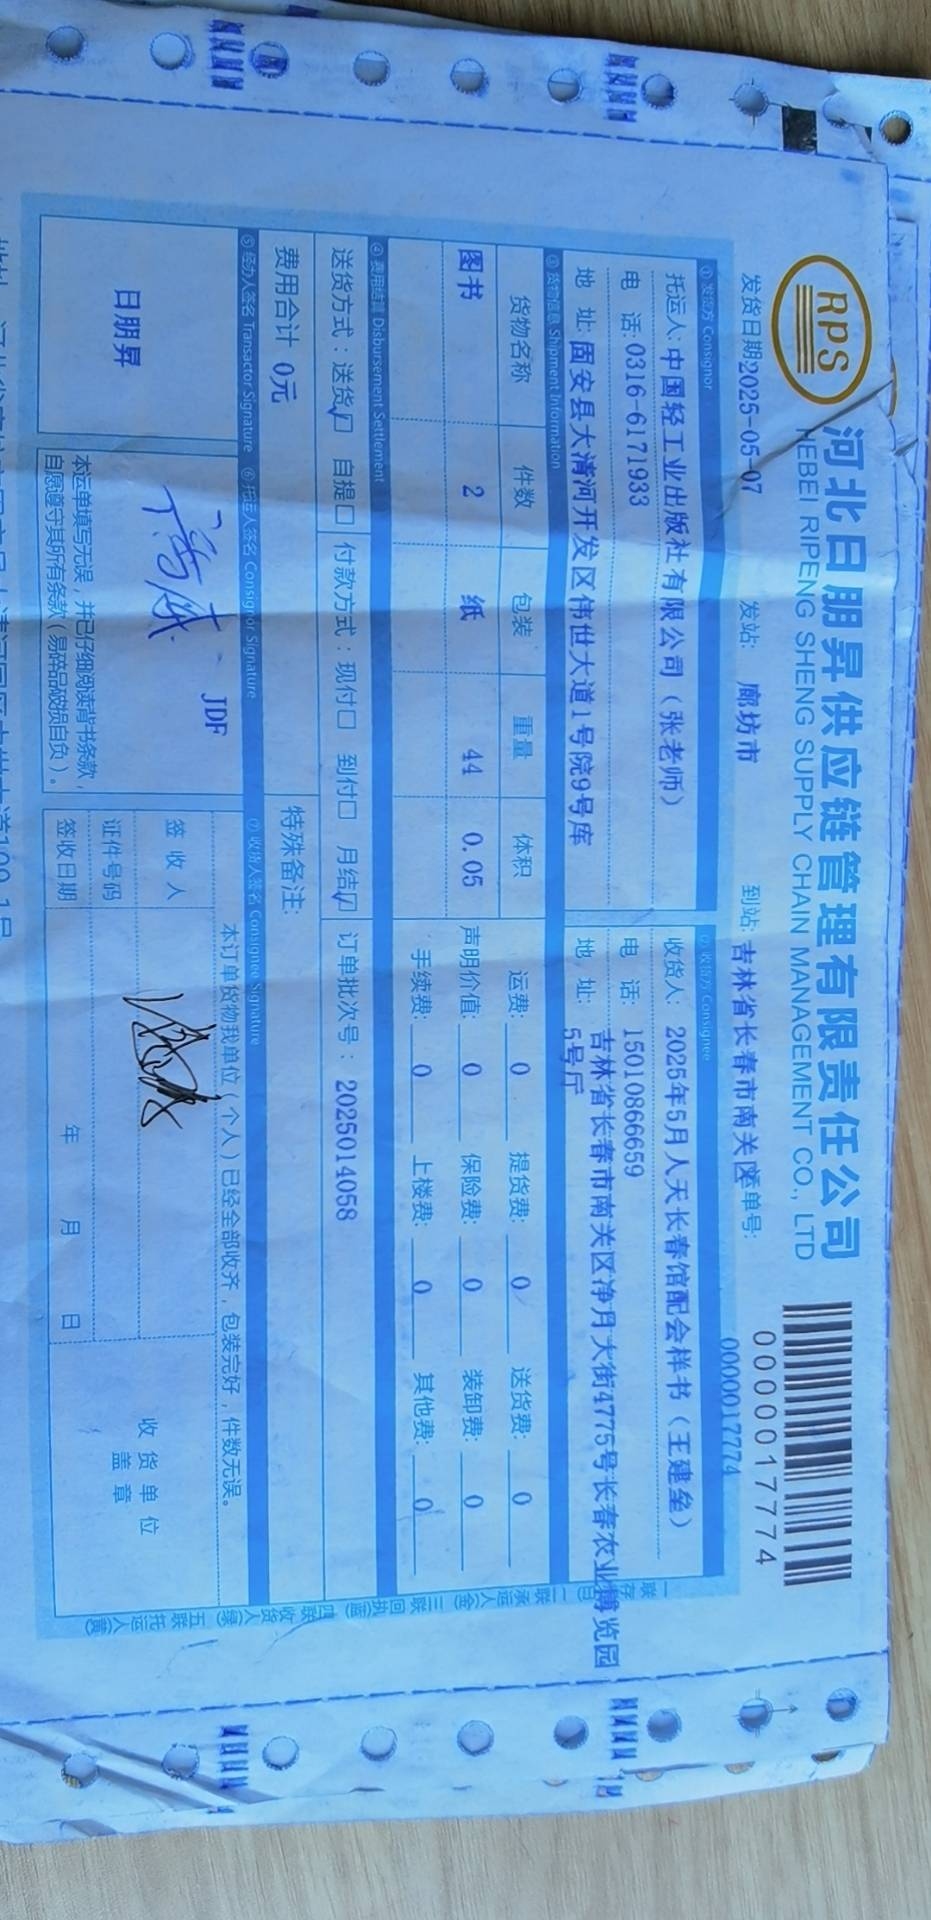 RPS
河北日朋昇供应链管理有限责任公司
HEBEI RIPENG SHENG SUPPLY CHAIN MANAGEMENT CO., LTD
0000017774
0000017774
发货日期 2025-05-07 发站: 廊坊市 到站: 吉林省长春市南关区 单号:
① 发货方 Consignor
② 收货方 Consignee
托运人: 中国轻工业出版社有限公司（张老师）
收货人: 2025年5月人天长春馆配会样书（王建垒）
电 话: 0316-6171933
电 话: 15010866659
地 址: 固安县大清河开发区伟世大道1号院9号库
地 址: 吉林省长春市南关区净月大街4775号长春农业博览园
5号厅
③ 货物信息 Shipment Information
货物名称 件数 包装 重量 体积
图书 2 纸 44 0.05
运费: 0 提货费: 0 送货费: 0
声明价值: 0 保险费: 0 装卸费: 0
手续费: 0 上楼费: 0 其他费: 0
④ 费用结算 Disbursement Settlement
送货方式：送货☑ 自提□ 付款方式：现付□ 到付□ 月结☑ 订单批次号： 2025014058
费用合计 0元
特殊备注:
⑤ 经办人签名 Transactor Signature
⑥ 托运人签名 Consignor Signature
⑦ 收货人签名 Consignee Signature
日朋昇
JDF
本运单填写无误，并已仔细阅读背书条款，
自愿遵守其所有条款（易碎品破损自负）。
本订单货物我单位（个人）已经全部收齐，包装完好，件数无误。
签 收 人
证件号码
签收日期 年 月 日
收 货 单 位
盖 章